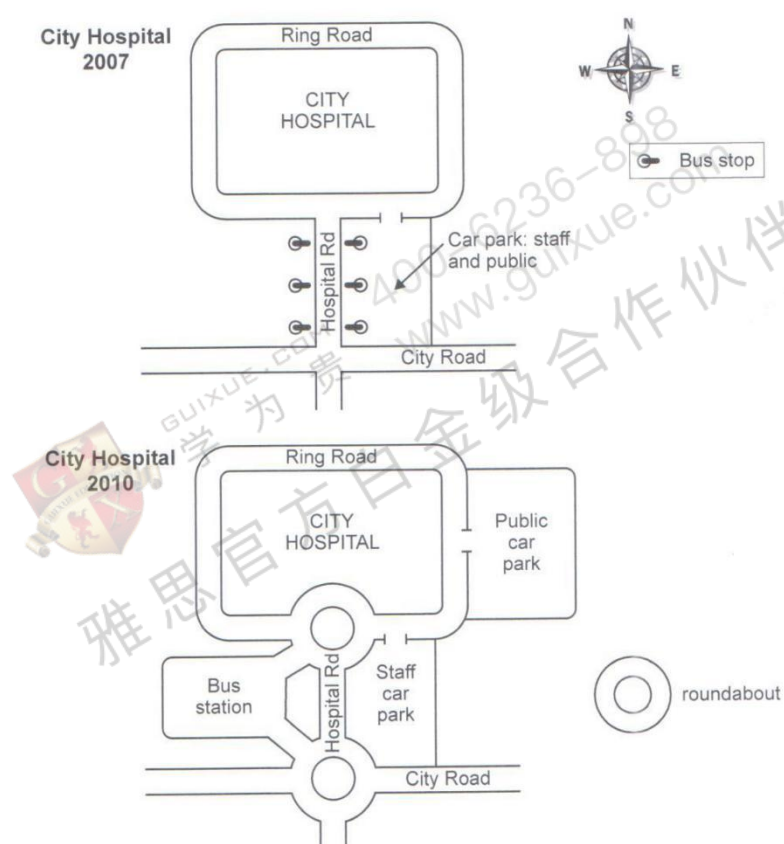 City Hospital
2007
Ring Road
CITY
HOSPITAL
N
W
E
S
Bus stop
Hospital Rd
Car park: staff
and public
City Road
400-6236-898
www.guixue.com
GUIXUE.COM
学为贵
雅思官方白金级合作伙伴
City Hospital
2010
Ring Road
CITY
HOSPITAL
Public
car
park
Bus
station
Hospital Rd
Staff
car
park
roundabout
City Road